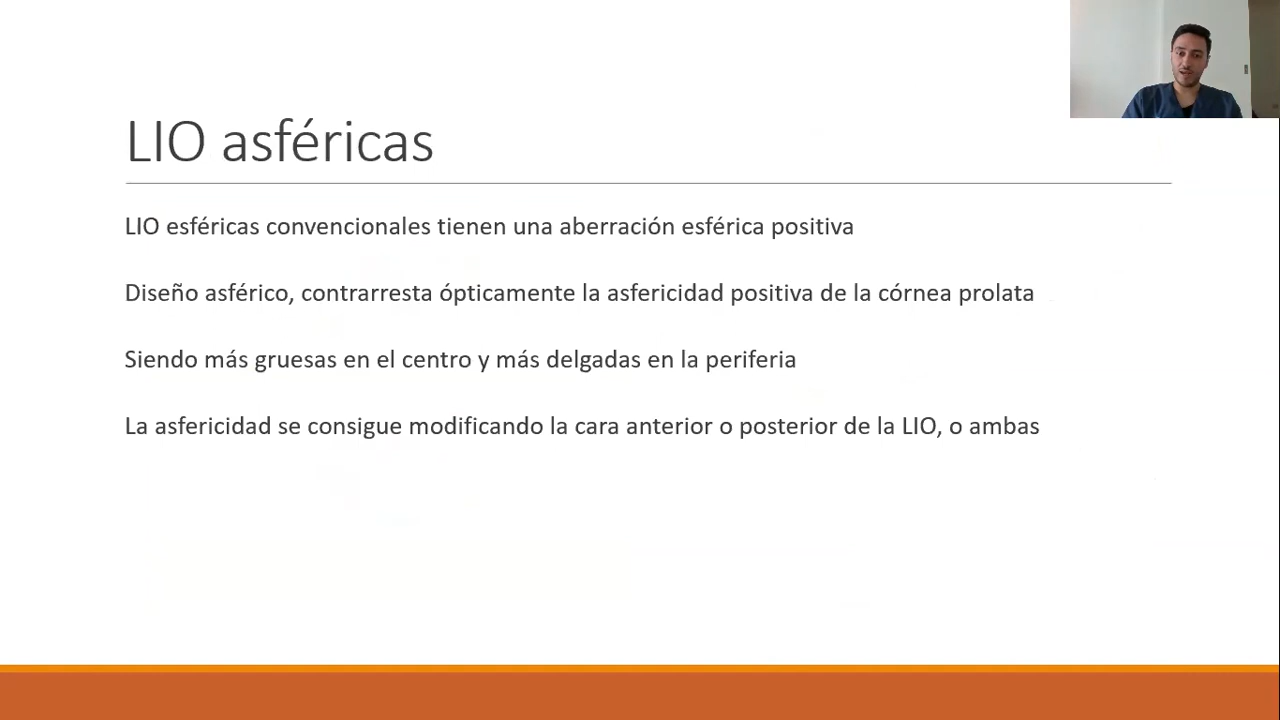 LIO asféricas
LIO esféricas convencionales tienen una aberración esférica positiva
Diseño asférico, contrarresta ópticamente la asfericidad positiva de la córnea prolata
Siendo más gruesas en el centro y más delgadas en la periferia
La asfericidad se consigue modificando la cara anterior o posterior de la LIO, o ambas